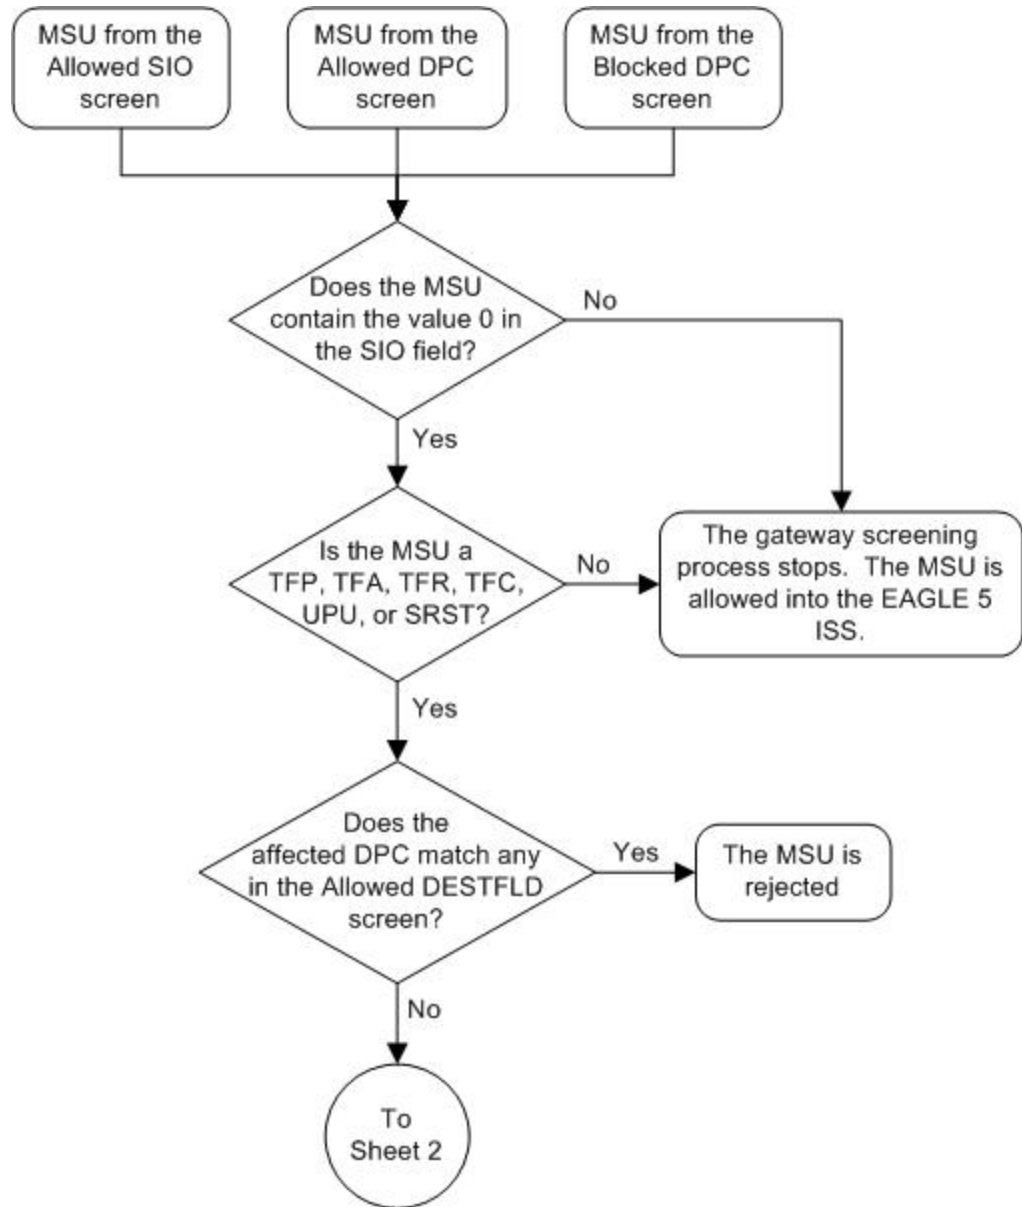 MSU from the
Allowed SIO
screen
MSU from the
Allowed DPC
screen
MSU from the
Blocked DPC
screen
Does the MSU
contain the value 0 in
the SIO field?
No
Yes
Is the MSU a
TFP, TFA, TFR, TFC,
UPU, or SRST?
No
The gateway screening
process stops. The MSU is
allowed into the EAGLE 5
ISS.
Yes
Does the
affected DPC match any
in the Allowed DESTFLD
screen?
Yes
The MSU is
rejected
No
To
Sheet 2